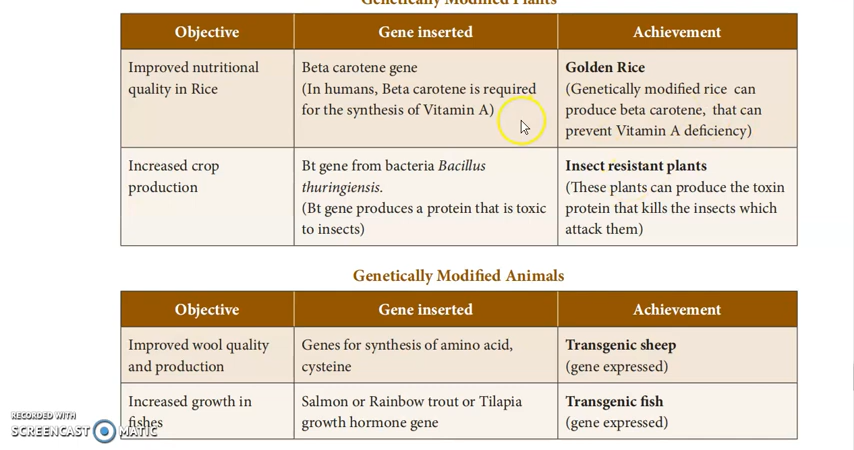 Genetically Modified Plants
Objective
Gene inserted
Achievement
Improved nutritional
quality in Rice
Beta carotene gene
(In humans, Beta carotene is required
for the synthesis of Vitamin A)
Golden Rice
(Genetically modified rice can
produce beta carotene, that can
prevent Vitamin A deficiency)
Increased crop
production
Bt gene from bacteria Bacillus
thuringiensis.
(Bt gene produces a protein that is toxic
to insects)
Insect resistant plants
(These plants can produce the toxin
protein that kills the insects which
attack them)
Genetically Modified Animals
Objective
Gene inserted
Achievement
Improved wool quality
and production
Genes for synthesis of amino acid,
cysteine
Transgenic sheep
(gene expressed)
Increased growth in
fishes
Salmon or Rainbow trout or Tilapia
growth hormone gene
Transgenic fish
(gene expressed)
RECORDED WITH
SCREENCAST MATIC